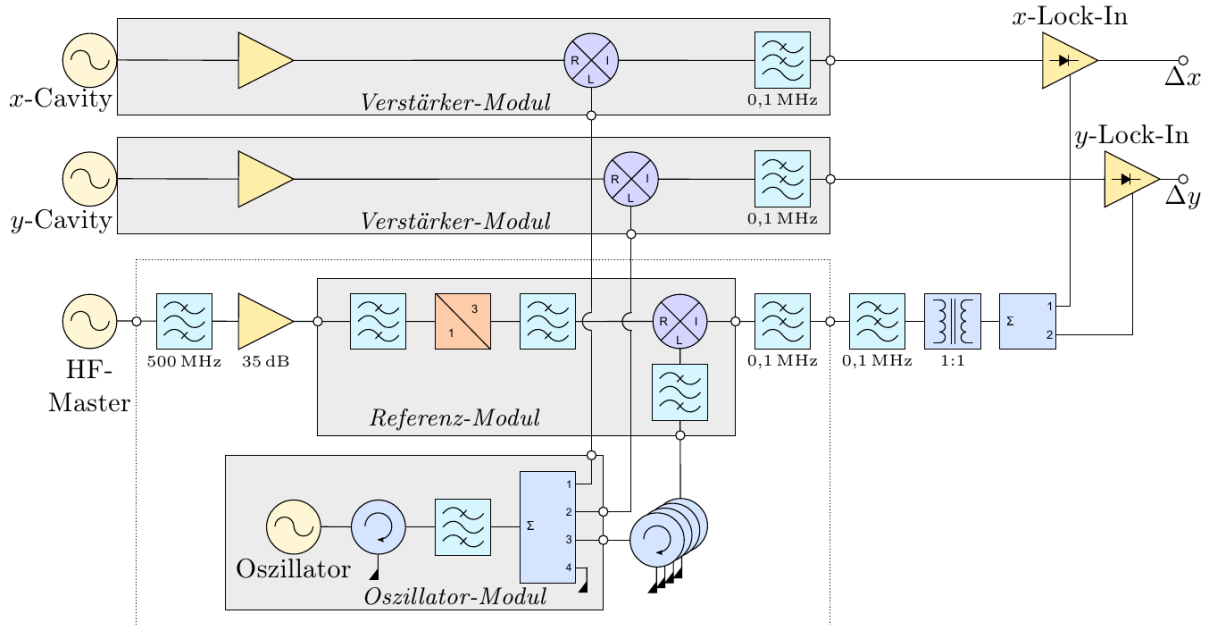 x-Lock-In
R I
L
x-Cavity
Verstärker-Modul
0,1 MHz
Δx
y-Lock-In
R I
L
y-Cavity
Verstärker-Modul
0,1 MHz
Δy
HF-
Master
500 MHz
35 dB
3
1
R I
L
0,1 MHz
0,1 MHz
1:1
Σ
1
2
Referenz-Modul
Oszillator
Σ
1
2
3
4
Oszillator-Modul